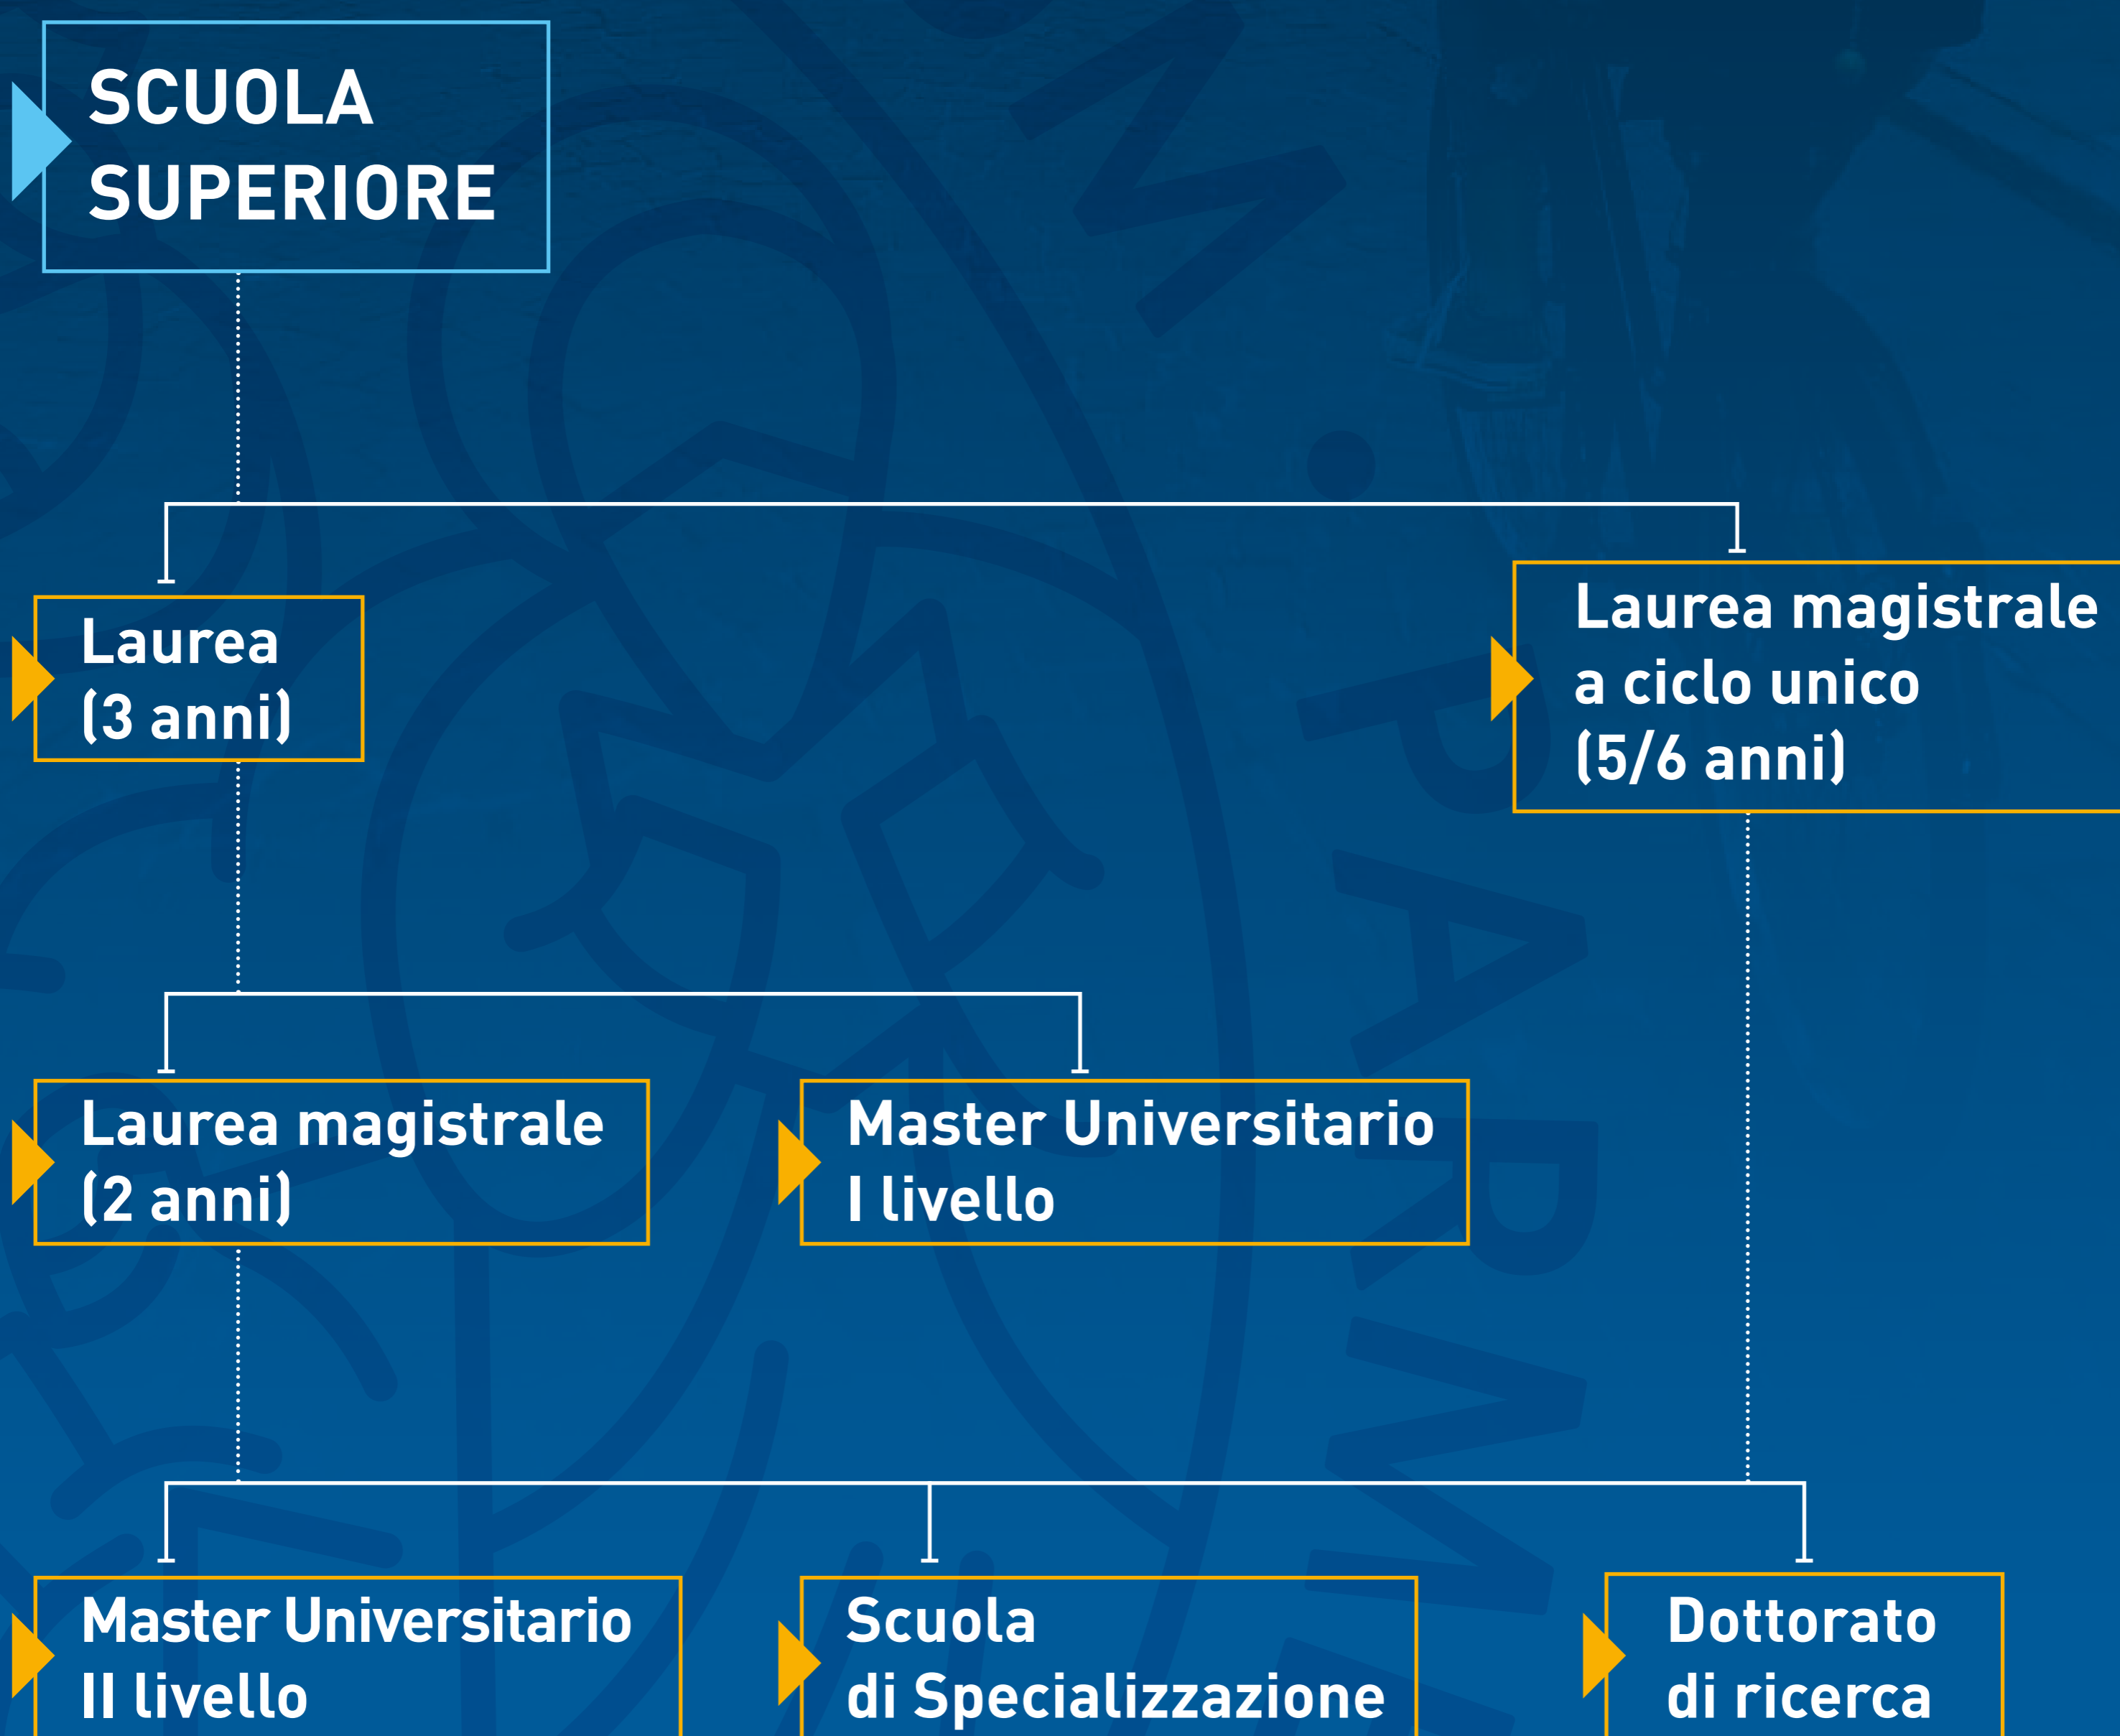 SCUOLA
SUPERIORE
Laurea
(3 anni)
Laurea magistrale
a ciclo unico
(5/6 anni)
Laurea magistrale
(2 anni)
Master Universitario
I livello
Master Universitario
II livello
Scuola
di Specializzazione
Dottorato
di ricerca